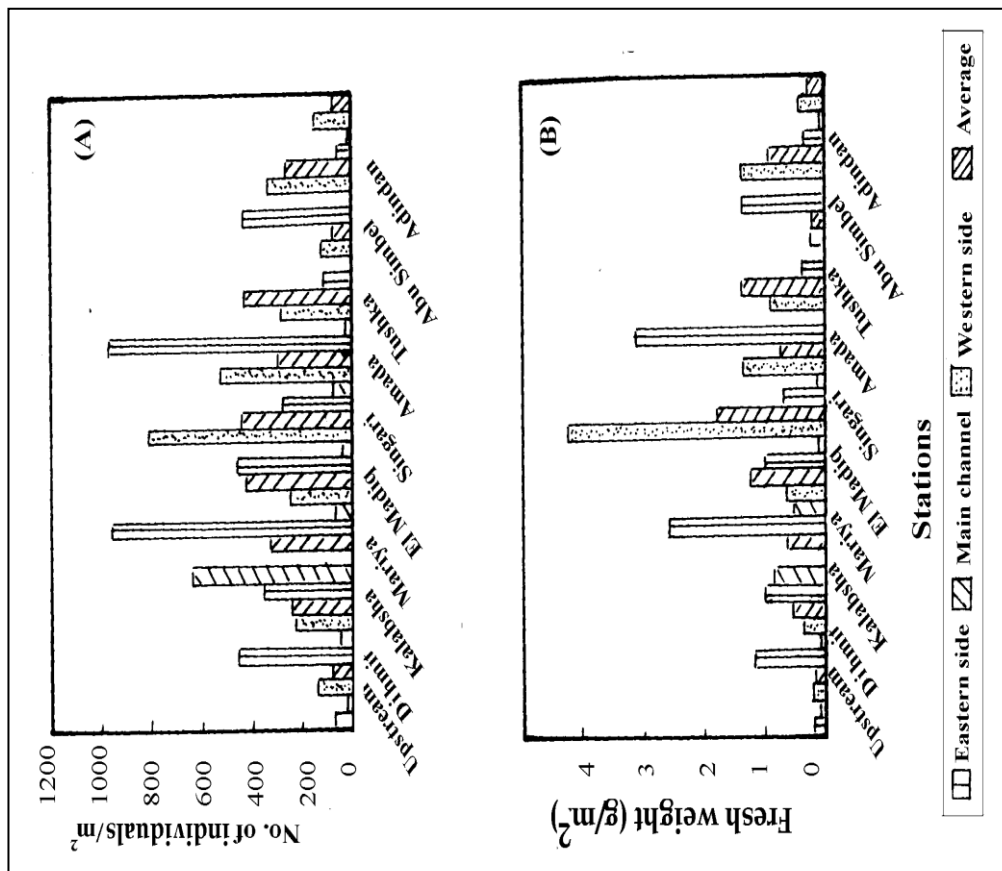 (A)
No. of individuals/m²
1200
1000
800
600
400
200
0
Upstream
Dihmit
Kalabsha
Mariya
El Madiq
Singari
Amada
Tushka
Abu Simbel
Adindan
(B)
Fresh weight (g/m.²)
4
3
2
1
0
Upstream
Dihmit
Kalabsha
Mariya
El Madiq
Singari
Amada
Tushka
Abu Simbel
Adindan
Stations
Eastern side
Main channel
Western side
Average